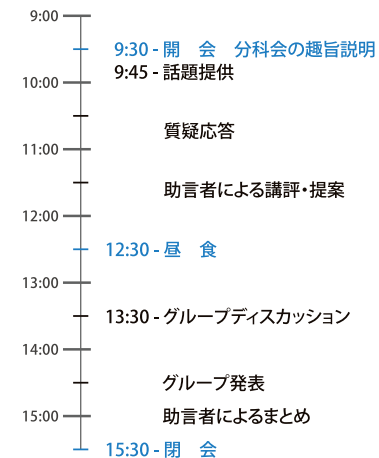 9:00
9:30 - 開　会　分科会の趣旨説明
9:45 - 話題提供
10:00
質疑応答
11:00
助言者による講評・提案
12:00
12:30 - 昼　食
13:00
13:30 - グループディスカッション
14:00
グループ発表
15:00 助言者によるまとめ
15:30 - 閉　会